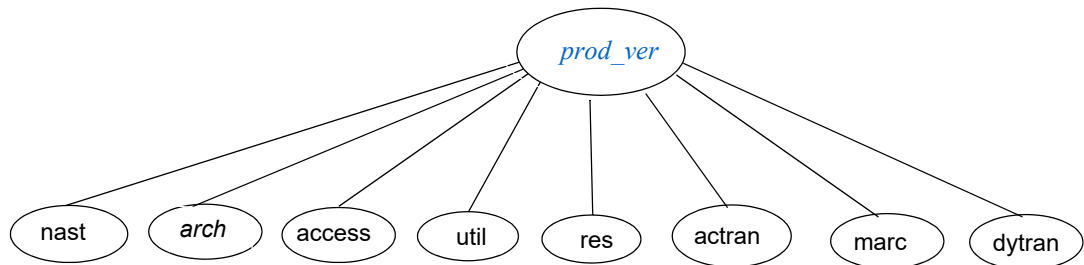 prod_ver
nast
arch
access
util
res
actran
marc
dytran